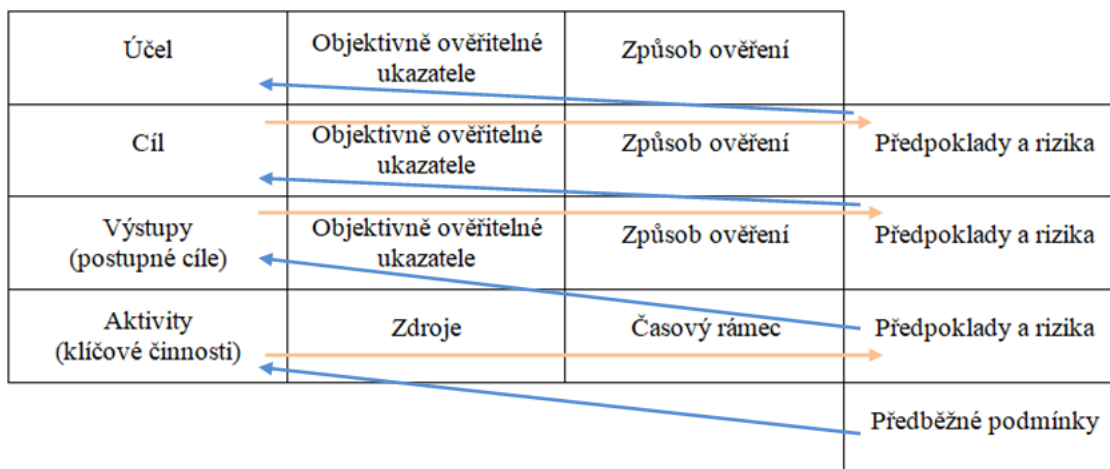 Účel
Objektivně ověřitelné
ukazatele
Způsob ověření
Cíl
Objektivně ověřitelné
ukazatele
Způsob ověření
Předpoklady a rizika
Výstupy
(postupné cíle)
Objektivně ověřitelné
ukazatele
Způsob ověření
Předpoklady a rizika
Aktivity
(klíčové činnosti)
Zdroje
Časový rámec
Předpoklady a rizika
Předběžné podmínky